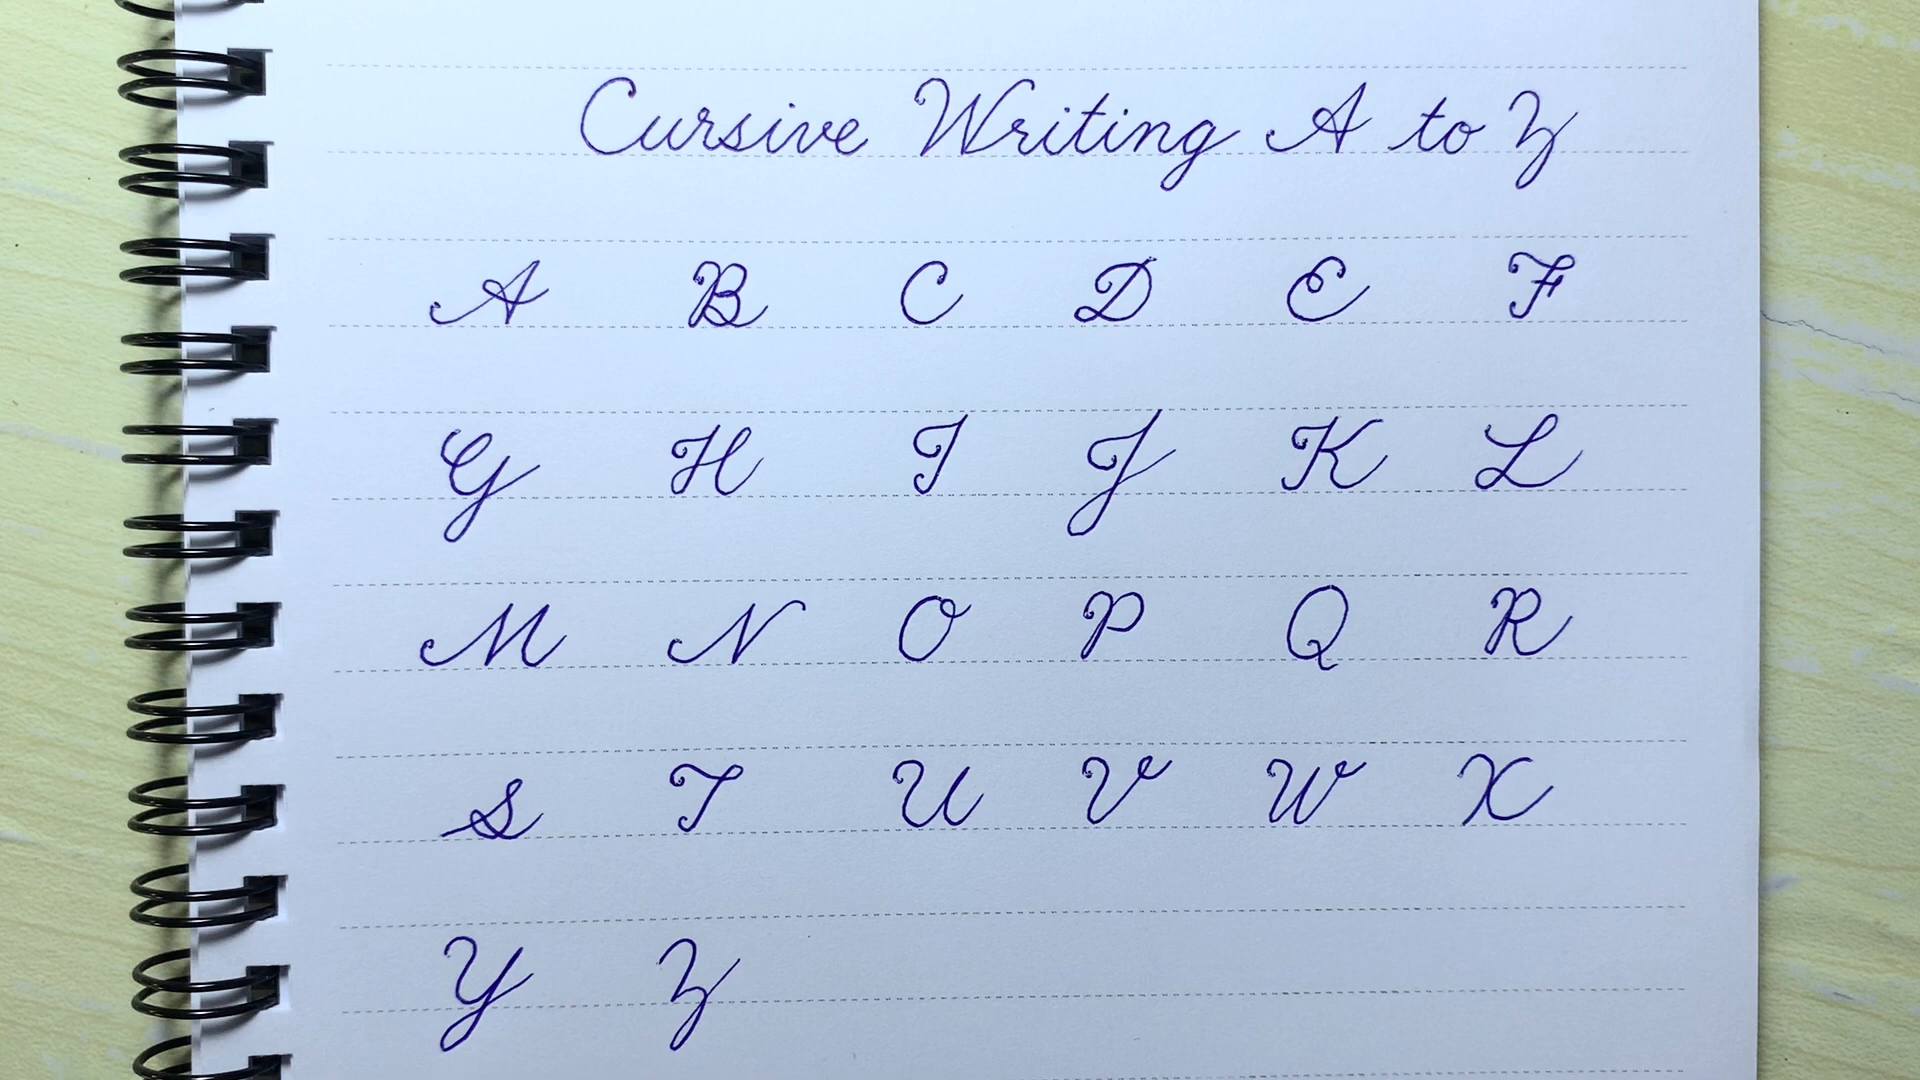 Cursive Writing A to Z
A B C D E F
G H I J K L
M N O P Q R
S T U V W X
Y Z